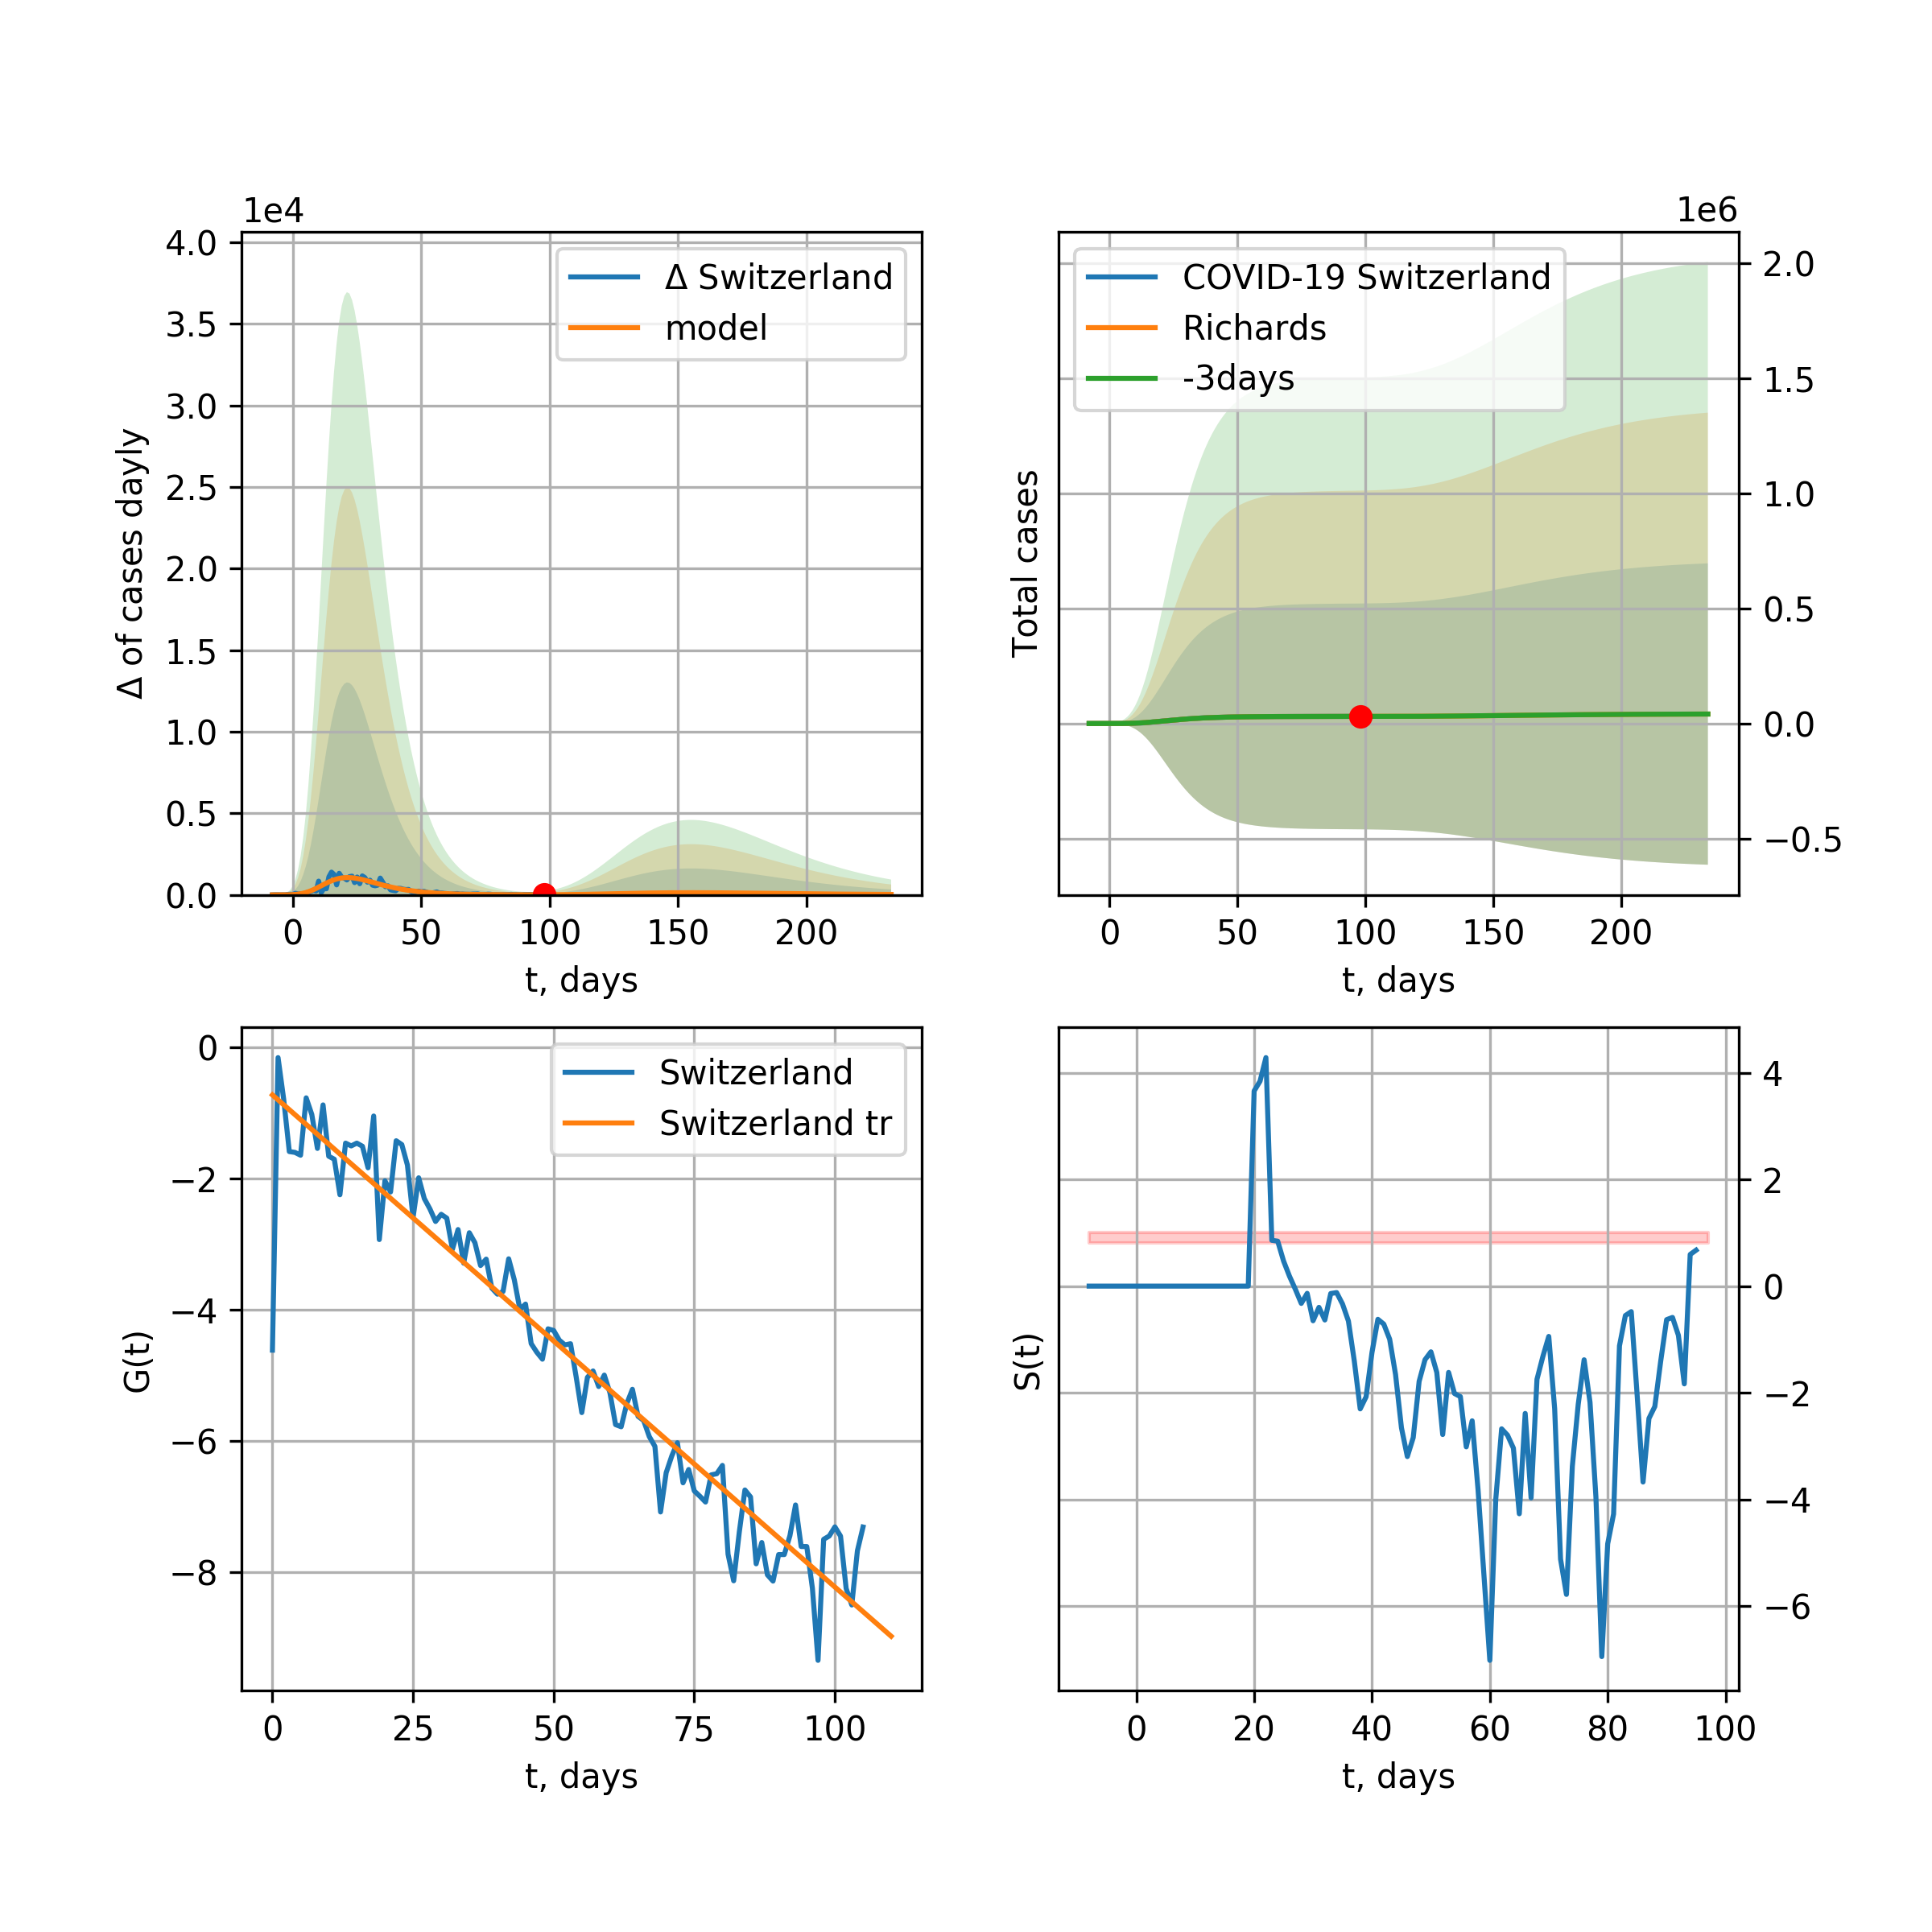 1e4
4.0
3.5
3.0
2.5
2.0
1.5
1.0
0.5
0.0
Δ of cases dayly
Δ Switzerland
model
0 50 100 150 200
t, days
1e6
2.0
1.5
1.0
0.5
0.0
−0.5
Total cases
COVID-19 Switzerland
Richards
-3days
0 50 100 150 200
t, days
0
−2
−4
−6
−8
G(t)
Switzerland
Switzerland tr
0 25 50 75 100
t, days
4
2
0
−2
−4
−6
S(t)
0 20 40 60 80 100
t, days